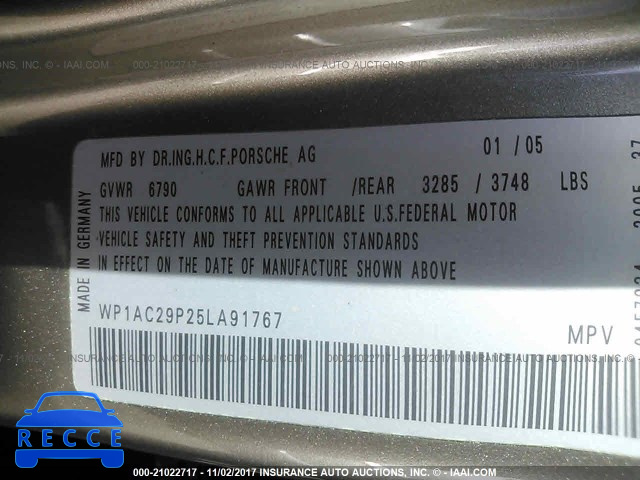 MFD BY DR.ING.H.C.F.PORSCHE AG 01 / 05
GVWR 6790 GAWR FRONT /REAR 3285 / 3748 LBS
THIS VEHICLE CONFORMS TO ALL APPLICABLE U.S.FEDERAL MOTOR
VEHICLE SAFETY AND THEFT PREVENTION STANDARDS
IN EFFECT ON THE DATE OF MANUFACTURE SHOWN ABOVE
MADE IN GERMANY
WP1AC29P25LA91767
MPV
RECCE
000-21022717 - 11/02/2017 INSURANCE AUTO AUCTIONS, INC. - © IAAI.COM